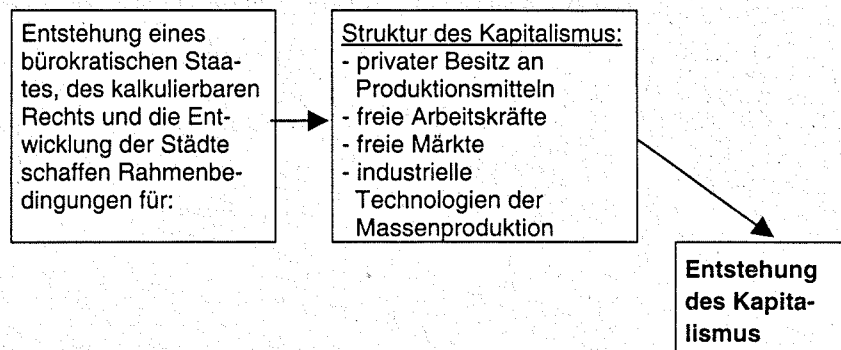 Entstehung eines
bürokratischen Staa-
tes, des kalkulierbaren
Rechts und die Ent-
wicklung der Städte
schaffen Rahmenbe-
dingungen für:
Struktur des Kapitalismus:
- privater Besitz an
Produktionsmitteln
- freie Arbeitskräfte
- freie Märkte
- industrielle
Technologien der
Massenproduktion
Entstehung
des Kapita-
lismus